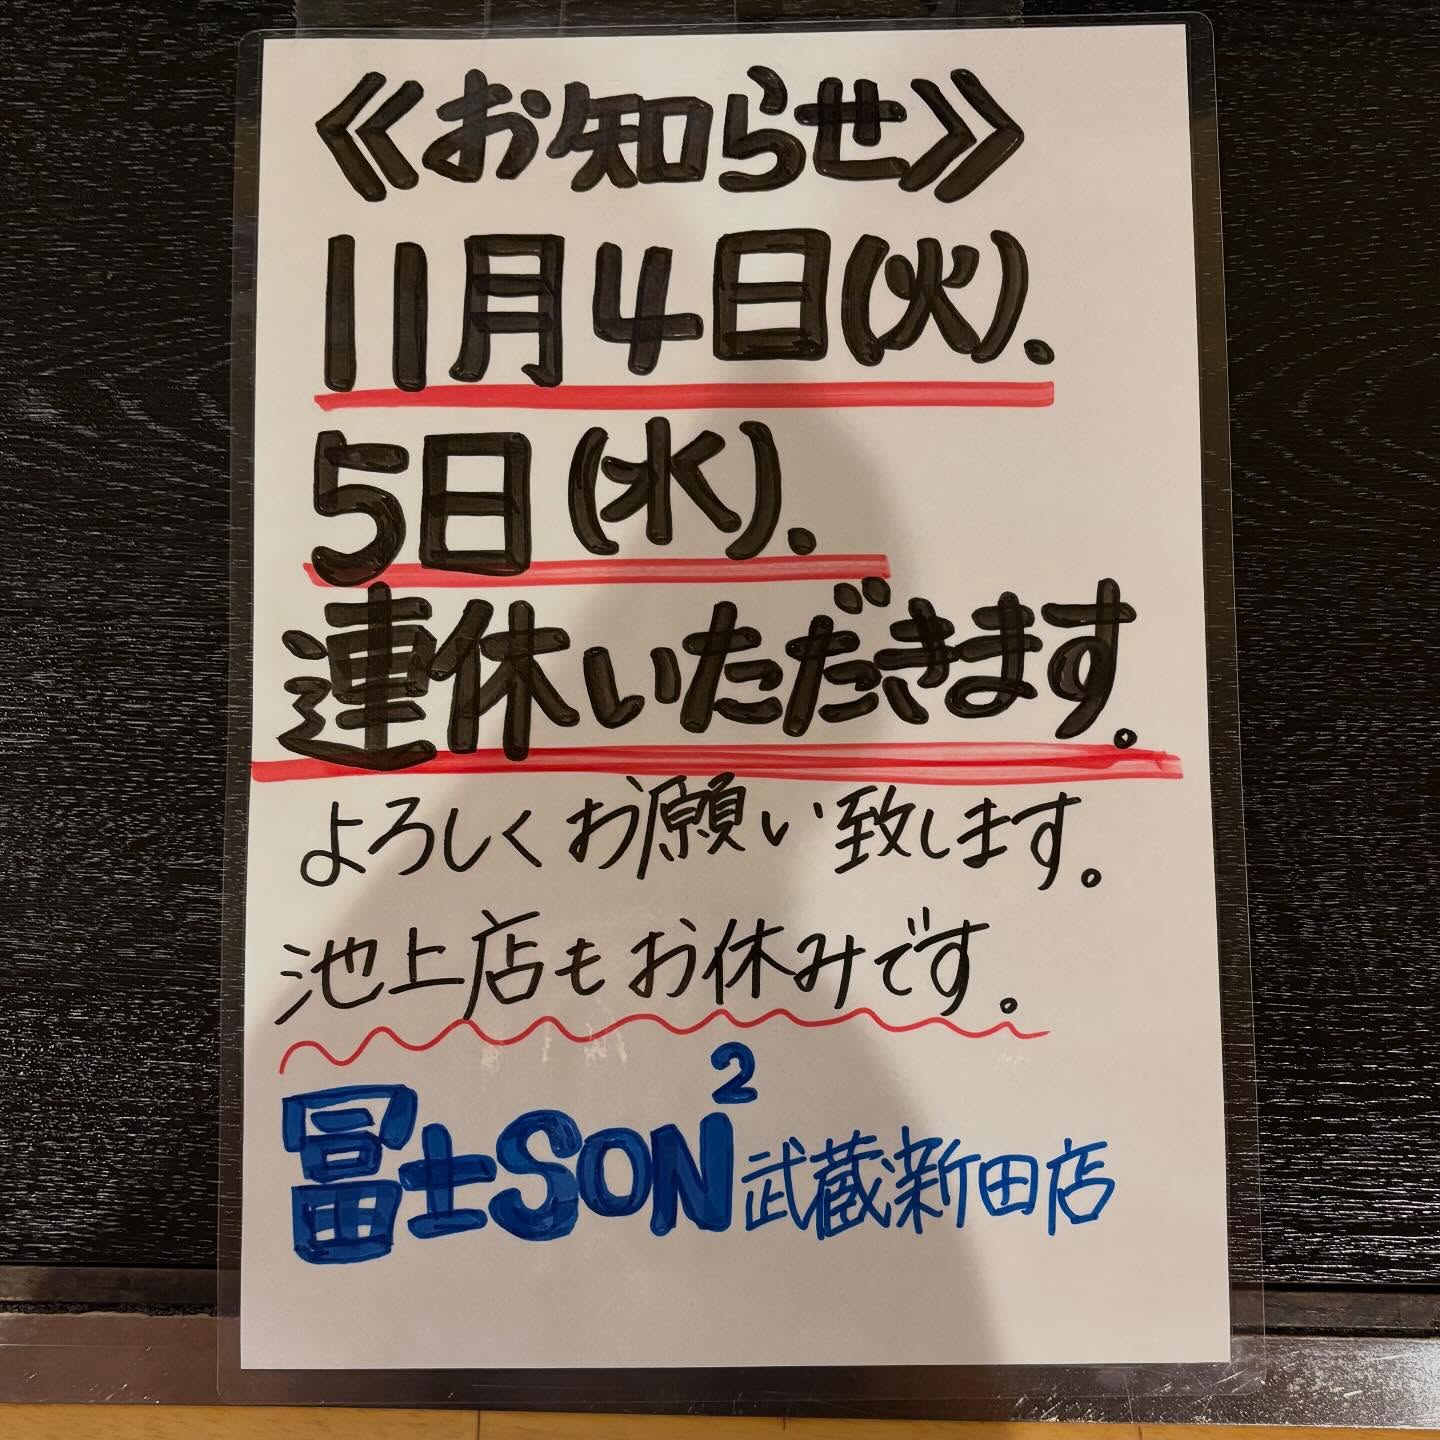 《お知らせ》
11月4日(火).
5日(水).
連休いただきます。
よろしくお願い致します。
池上店もお休みです。
冨士SON² 武蔵新田店